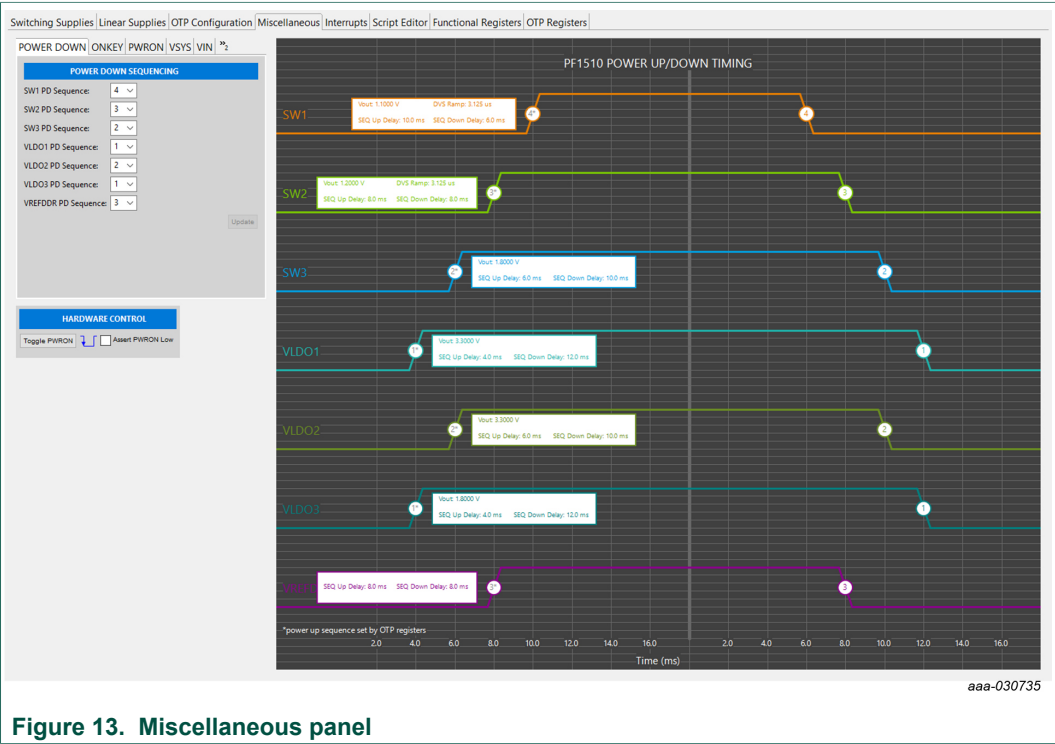 Switching Supplies Linear Supplies OTP Configuration Miscellaneous Interrupts Script Editor Functional Registers OTP Registers
POWER DOWN ONKEY PWRON VSYS VIN »2
POWER DOWN SEQUENCING
SW1 PD Sequence: 4
SW2 PD Sequence: 3
SW3 PD Sequence: 2
VLDO1 PD Sequence: 1
VLDO2 PD Sequence: 2
VLDO3 PD Sequence: 1
VREFDDR PD Sequence: 3
Update
HARDWARE CONTROL
Toggle PWRON Assert PWRON Low
PF1510 POWER UP/DOWN TIMING
SW1
Vout: 1.1000 V DVS Ramp: 3.125 us
SEQ Up Delay: 10.0 ms SEQ Down Delay: 6.0 ms
4* 4
SW2
Vout: 1.2000 V DVS Ramp: 3.125 us
SEQ Up Delay: 8.0 ms SEQ Down Delay: 8.0 ms
3* 3
SW3
2*
Vout: 1.8000 V
SEQ Up Delay: 6.0 ms SEQ Down Delay: 10.0 ms
2
VLDO1
1*
Vout: 3.3000 V
SEQ Up Delay: 4.0 ms SEQ Down Delay: 12.0 ms
1
VLDO2
2*
Vout: 3.3000 V
SEQ Up Delay: 6.0 ms SEQ Down Delay: 10.0 ms
2
VLDO3
1*
Vout: 1.8000 V
SEQ Up Delay: 4.0 ms SEQ Down Delay: 12.0 ms
1
SEQ Up Delay: 8.0 ms SEQ Down Delay: 8.0 ms
3* 3
*power up sequence set by OTP registers
2.0 4.0 6.0 8.0 10.0 12.0 14.0 16.0 2.0 4.0 6.0 8.0 10.0 12.0 14.0 16.0
Time (ms)
aaa-030735
Figure 13. Miscellaneous panel